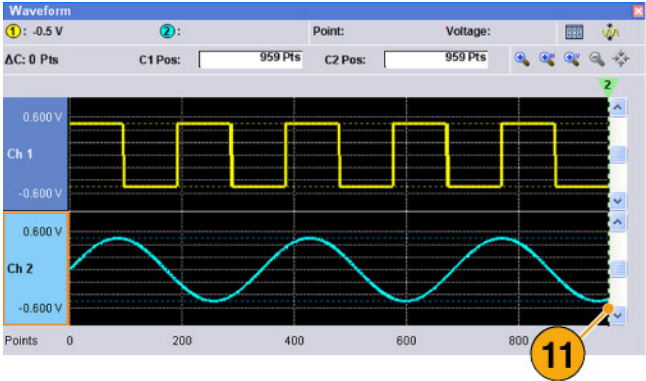 Waveform
1: -0.5 V 2: Point: Voltage:
ΔC: 0 Pts C1 Pos: 959 Pts C2 Pos: 959 Pts
2
0.600 V
Ch 1
-0.600 V
0.600 V
Ch 2
-0.600 V
Points 0 200 400 600 800
11